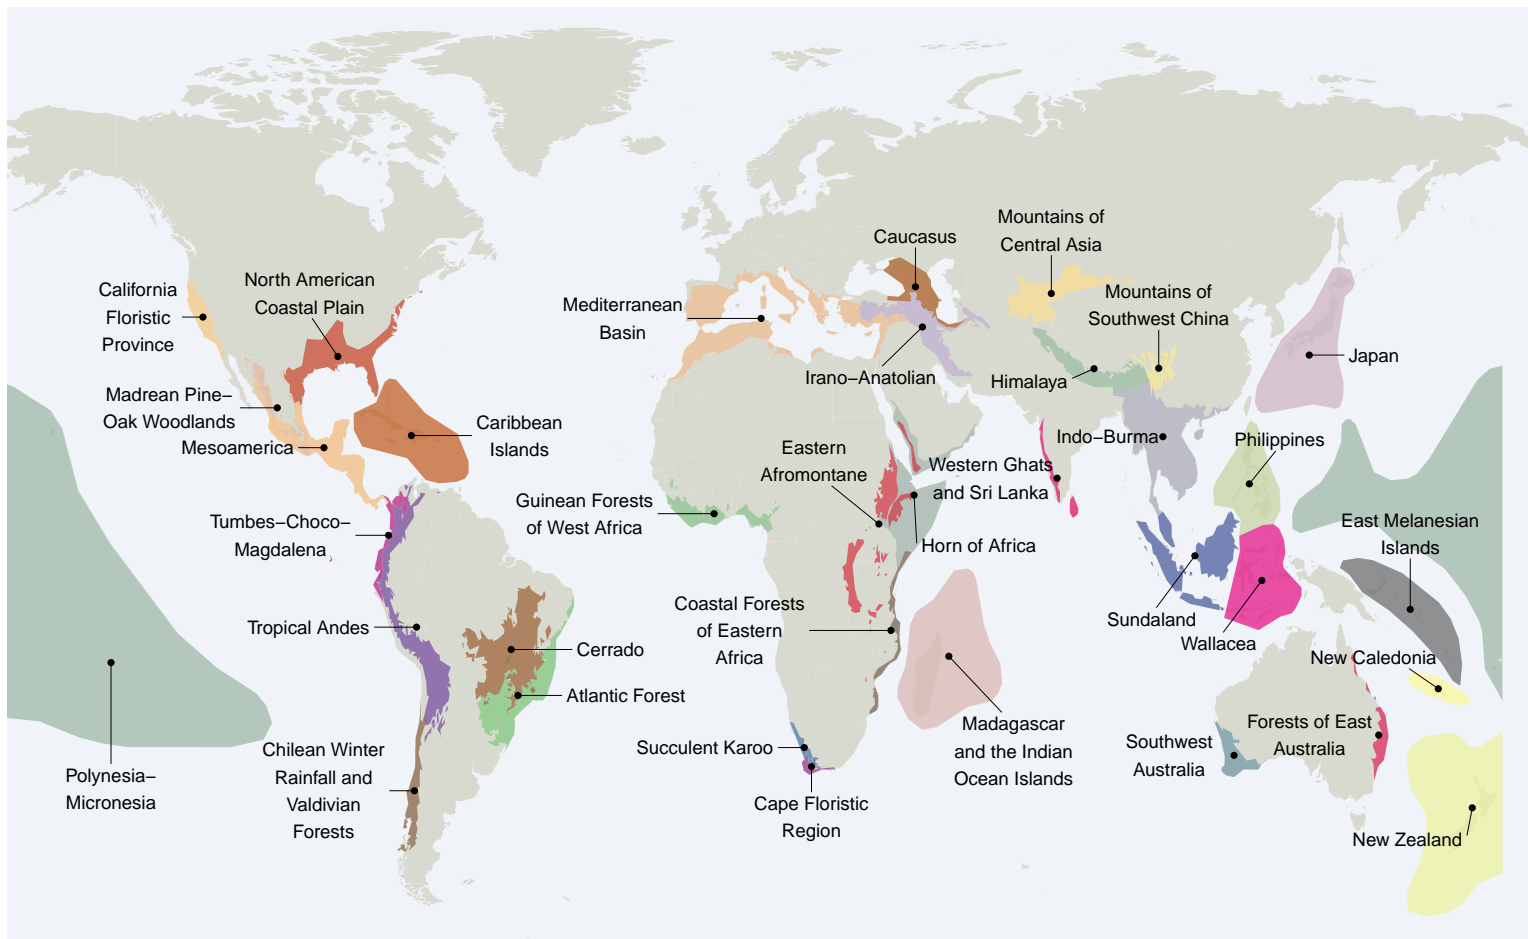 Mountains of
Central Asia
Caucasus
North American
Coastal Plain
California
Floristic
Province
Mediterranean
Basin
Mountains of
Southwest China
Japan
Irano−Anatolian
Himalaya
Madrean Pine−
Oak Woodlands
Mesoamerica
Caribbean
Islands
Indo−Burma
Philippines
Eastern
Afromontane
Western Ghats
and Sri Lanka
Guinean Forests
of West Africa
Horn of Africa
East Melanesian
Islands
Tumbes−Choco−
Magdalena
Coastal Forests
of Eastern
Africa
Sundaland
Wallacea
Tropical Andes
Cerrado
New Caledonia
Atlantic Forest
Madagascar
and the Indian
Ocean Islands
Forests of East
Australia
Southwest
Australia
Succulent Karoo
Chilean Winter
Rainfall and
Valdivian
Forests
Polynesia−
Micronesia
Cape Floristic
Region
New Zealand